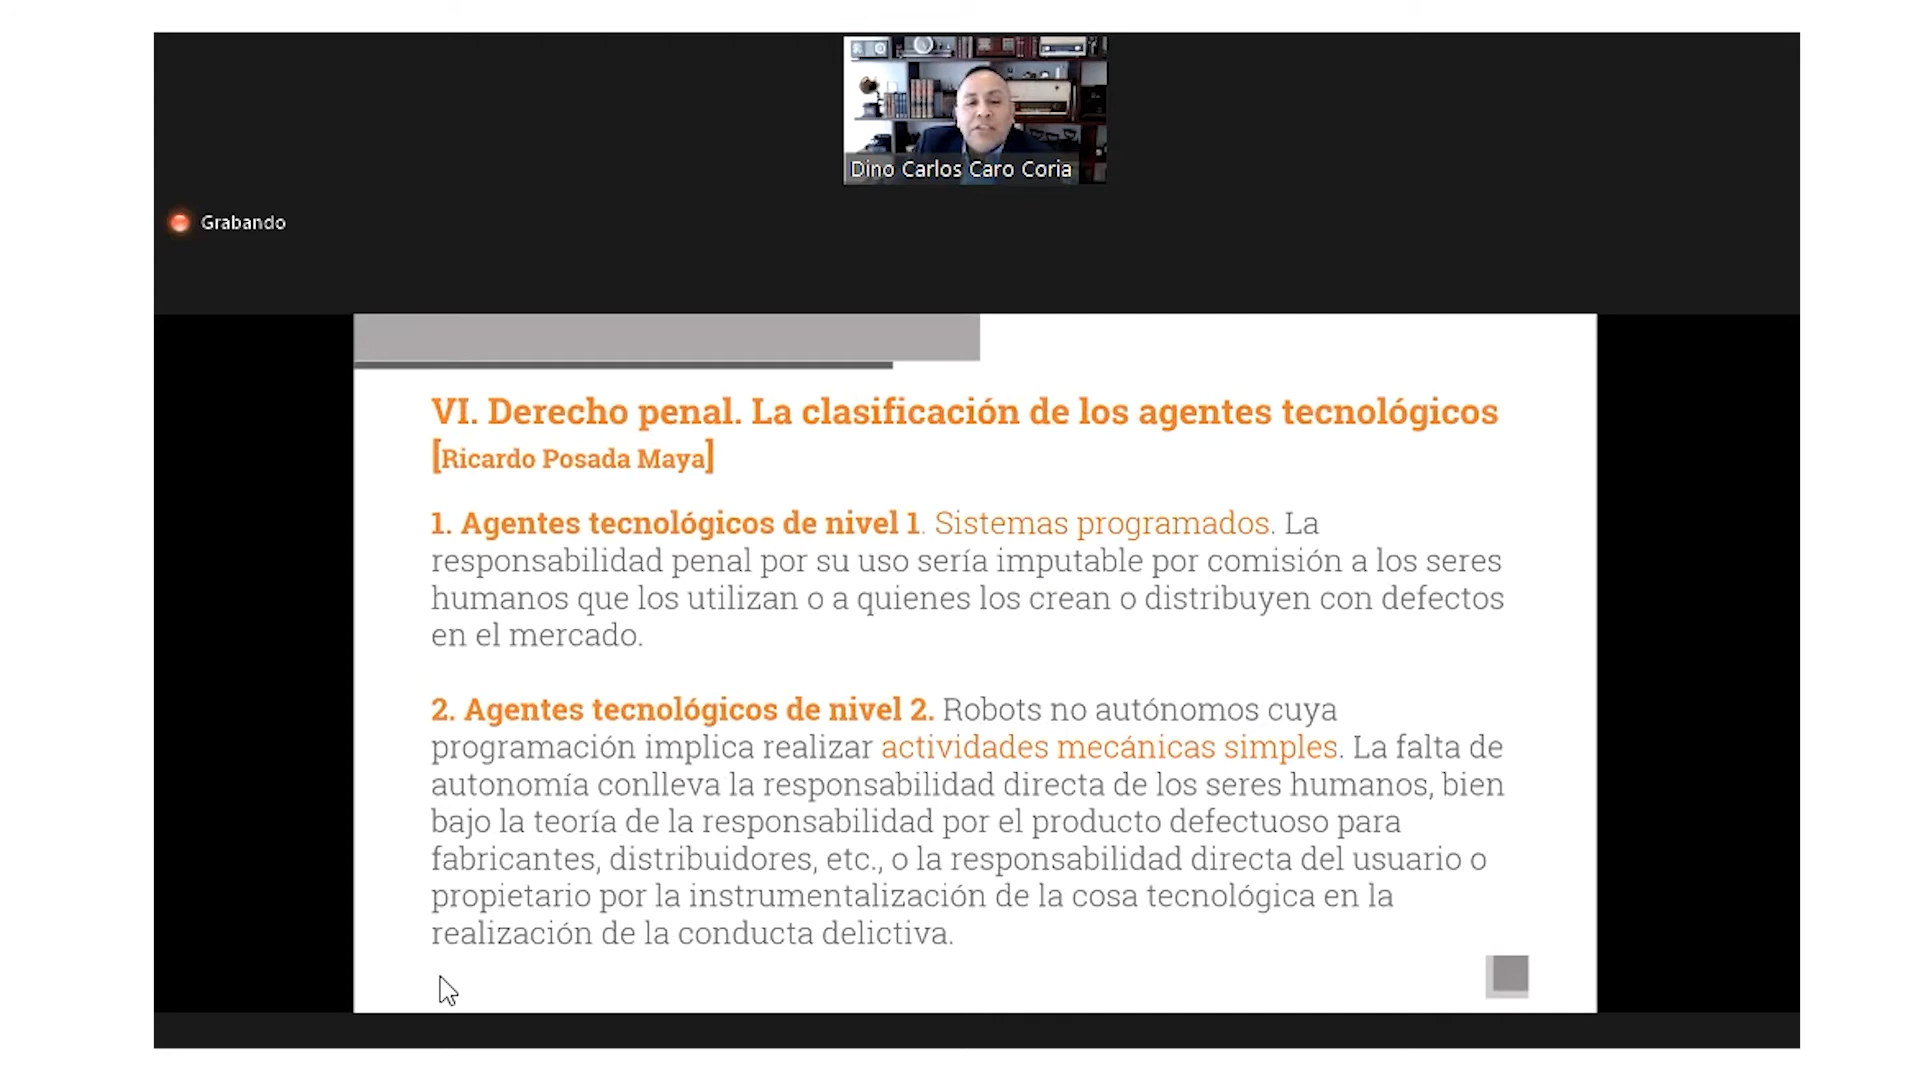 Dino Carlos Caro Coria
Grabando
VI. Derecho penal. La clasificación de los agentes tecnológicos
[Ricardo Posada Maya]
1. Agentes tecnológicos de nivel 1. Sistemas programados. La
responsabilidad penal por su uso sería imputable por comisión a los seres
humanos que los utilizan o a quienes los crean o distribuyen con defectos
en el mercado.
2. Agentes tecnológicos de nivel 2. Robots no autónomos cuya
programación implica realizar actividades mecánicas simples. La falta de
autonomía conlleva la responsabilidad directa de los seres humanos, bien
bajo la teoría de la responsabilidad por el producto defectuoso para
fabricantes, distribuidores, etc., o la responsabilidad directa del usuario o
propietario por la instrumentalización de la cosa tecnológica en la
realización de la conducta delictiva.